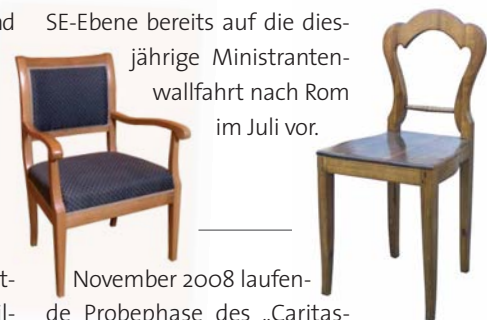 SE-Ebene bereits auf die dies-
jährige Ministranten-
wallfahrt nach Rom
im Juli vor.
November 2008 laufen-
de Probephase des „Caritas-